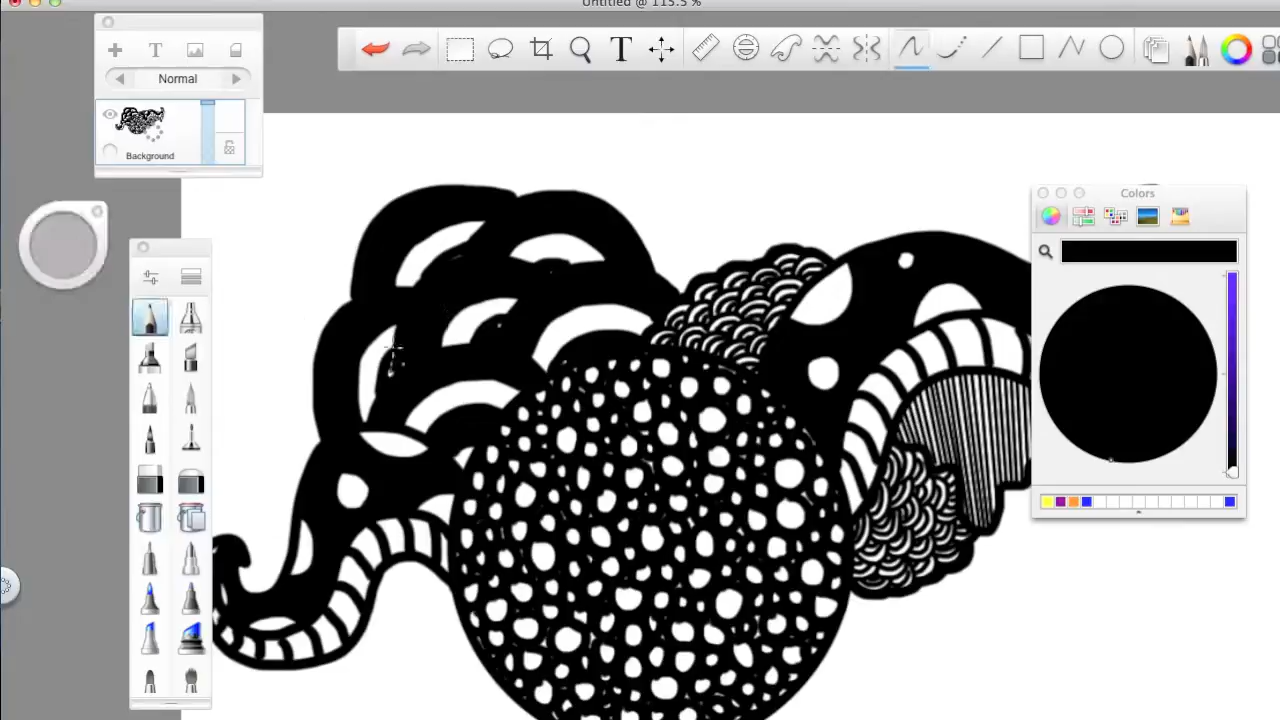 Untitled @ 115.5 %
T
T
Normal
Background
Colors